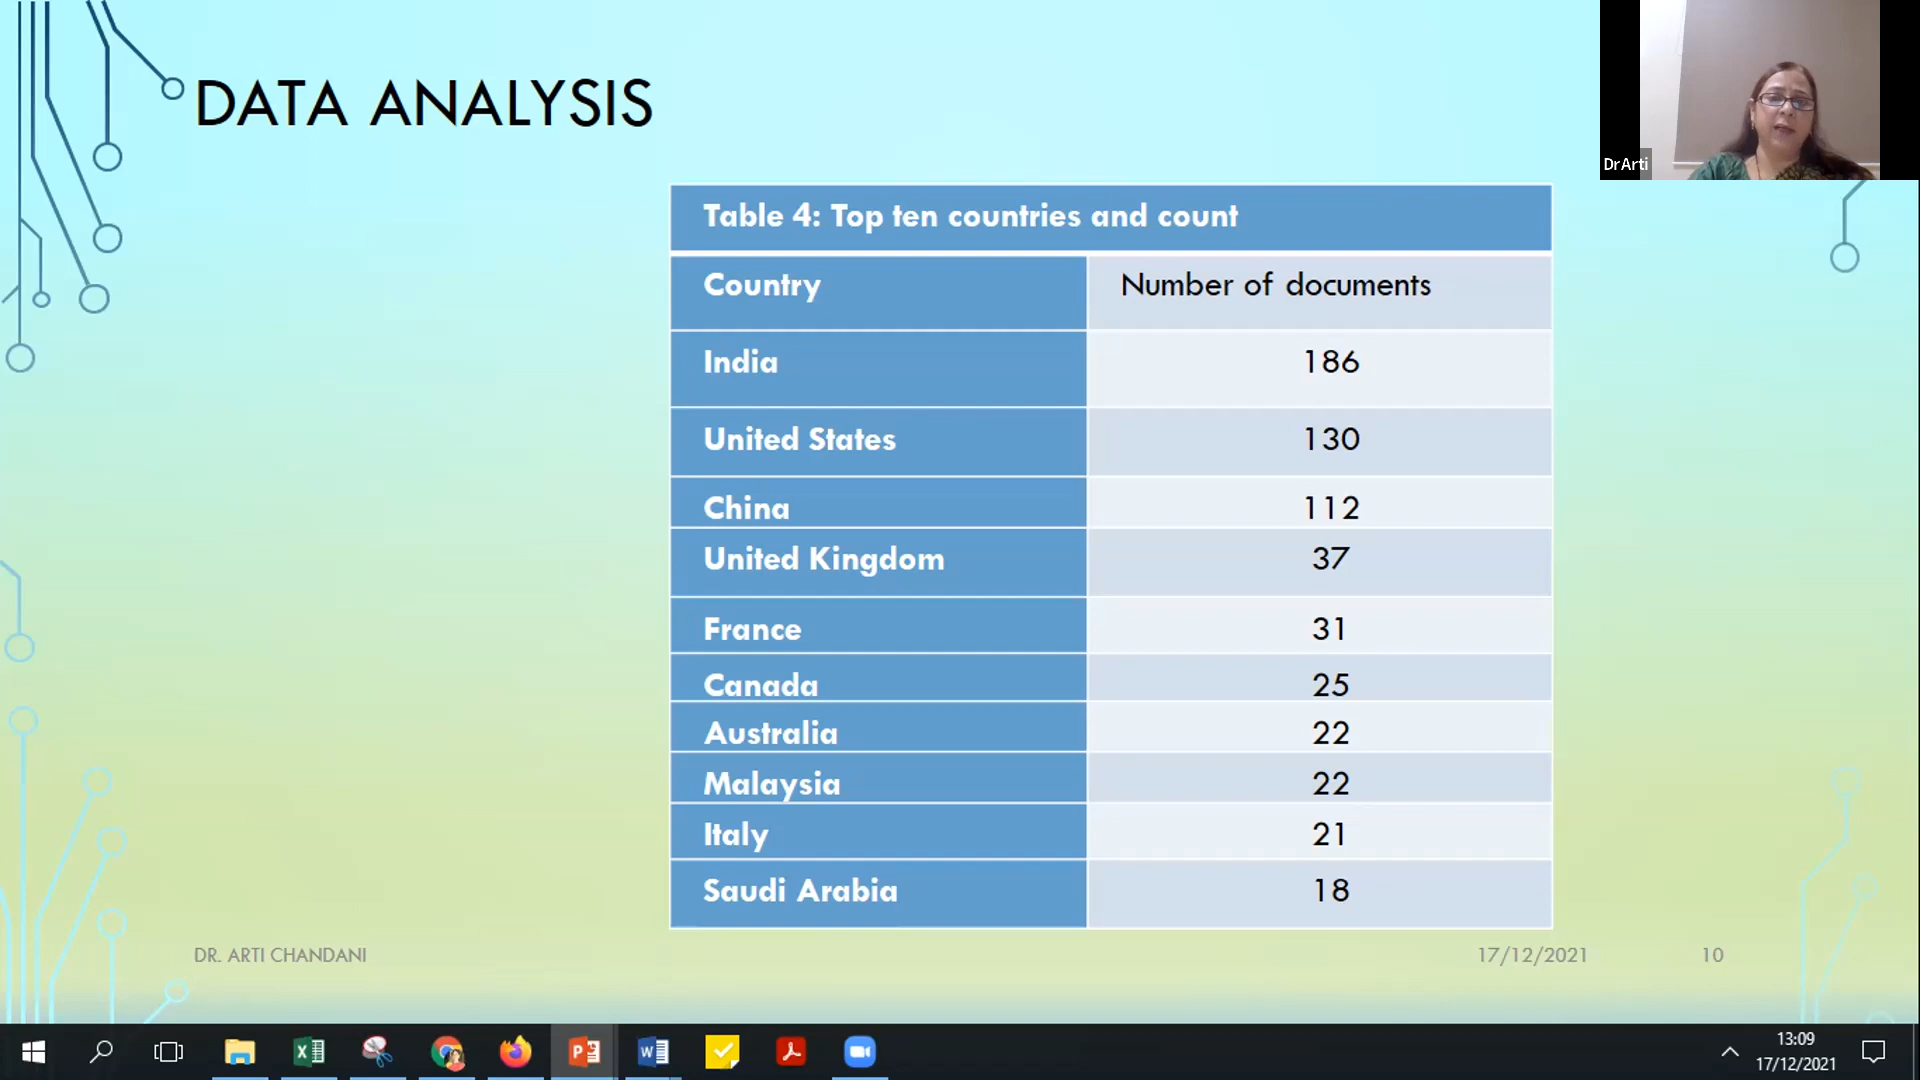 DATA ANALYSIS
DrArti
Table 4: Top ten countries and count
Country Number of documents
India 186
United States 130
China 112
United Kingdom 37
France 31
Canada 25
Australia 22
Malaysia 22
Italy 21
Saudi Arabia 18
DR. ARTI CHANDANI 17/12/2021 10
13:09
17/12/2021